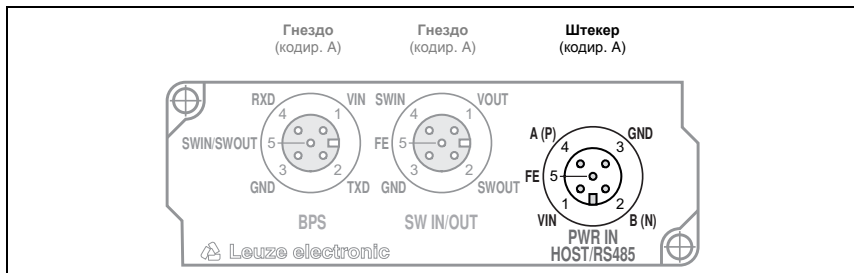 Гнездо Гнездо Штекер
(кодир. А) (кодир. А) (кодир. А)
RXD VIN SWIN VOUT
4 1 4 1 A (P) GND
4 3
SWIN/SWOUT 5 FE 5
FE 5
3 2 3 2
GND TXD GND SWOUT
1 2
VIN B (N)
BPS SW IN/OUT PWR IN
HOST/RS485
Leuze electronic